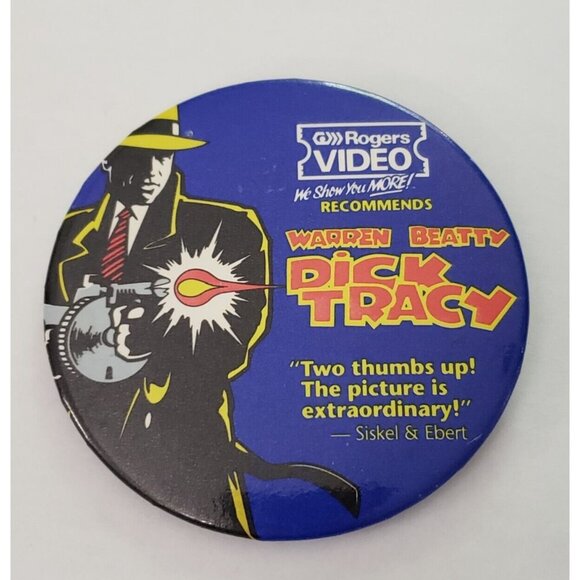 Rogers
VIDEO
We Show You MORE!
RECOMMENDS
WARREN BEATTY
DICK
TRACY
"Two thumbs up!
The picture is
extraordinary!"
— Siskel & Ebert